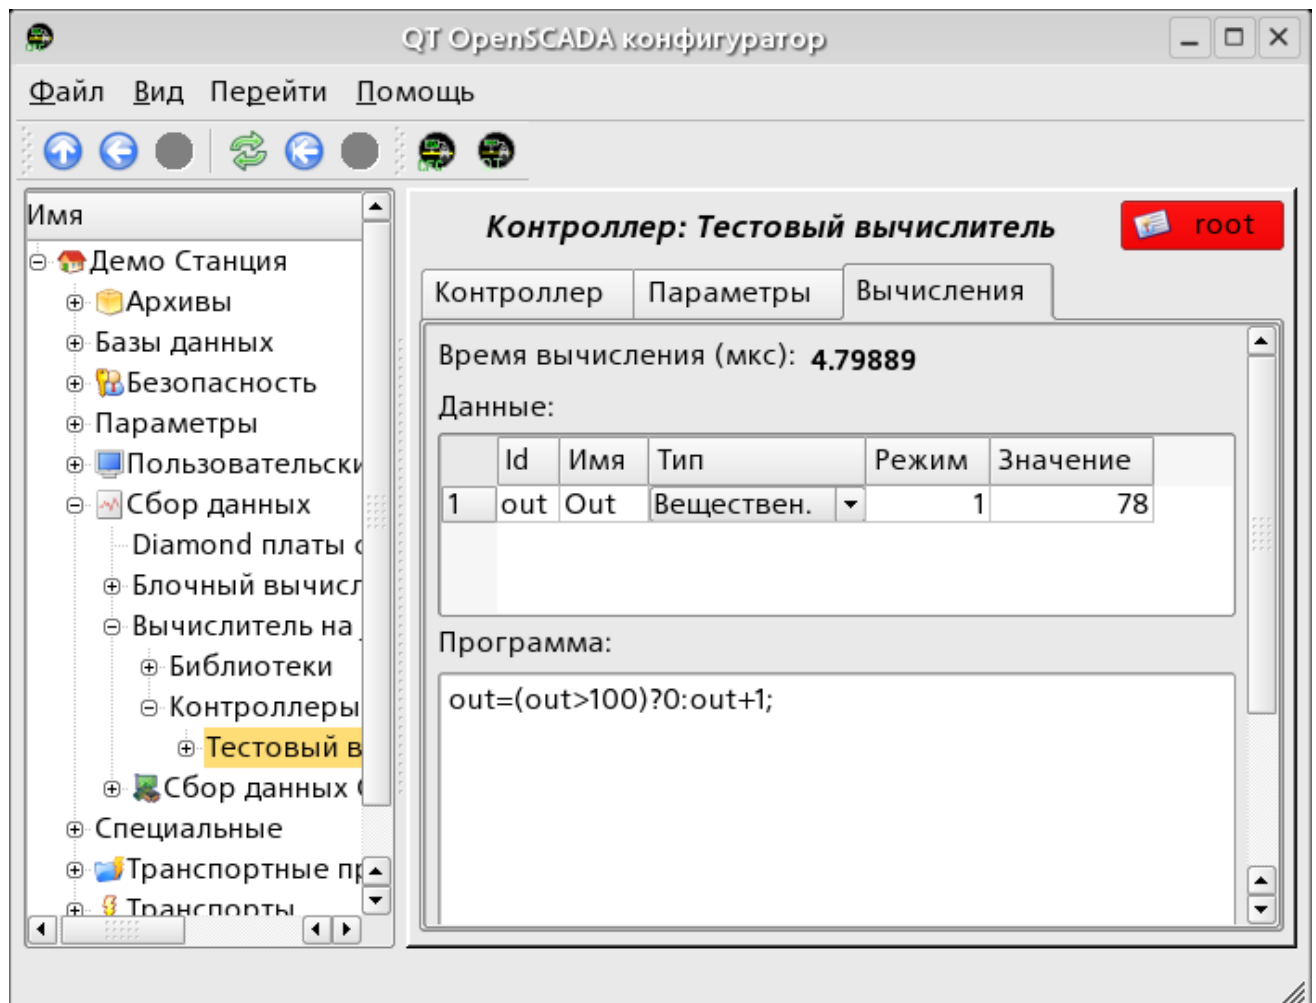 QT OpenSCADA конфигуратор
Файл Вид Перейти Помощь
Имя
Демо Станция
Архивы
Базы данных
Безопасность
Параметры
Пользовательски
Сбор данных
Diamond платы
Блочный вычисл
Вычислитель на
Библиотеки
Контроллеры
Тестовый в
Сбор данных
Специальные
Транспортные пр
Транспорты
Контроллер: Тестовый вычислитель
root
Контроллер Параметры Вычисления
Время вычисления (мкс): 4.79889
Данные:
Id Имя Тип Режим Значение
1 out Out Веществен. 1 78
Программа:
out=(out>100)?0:out+1;